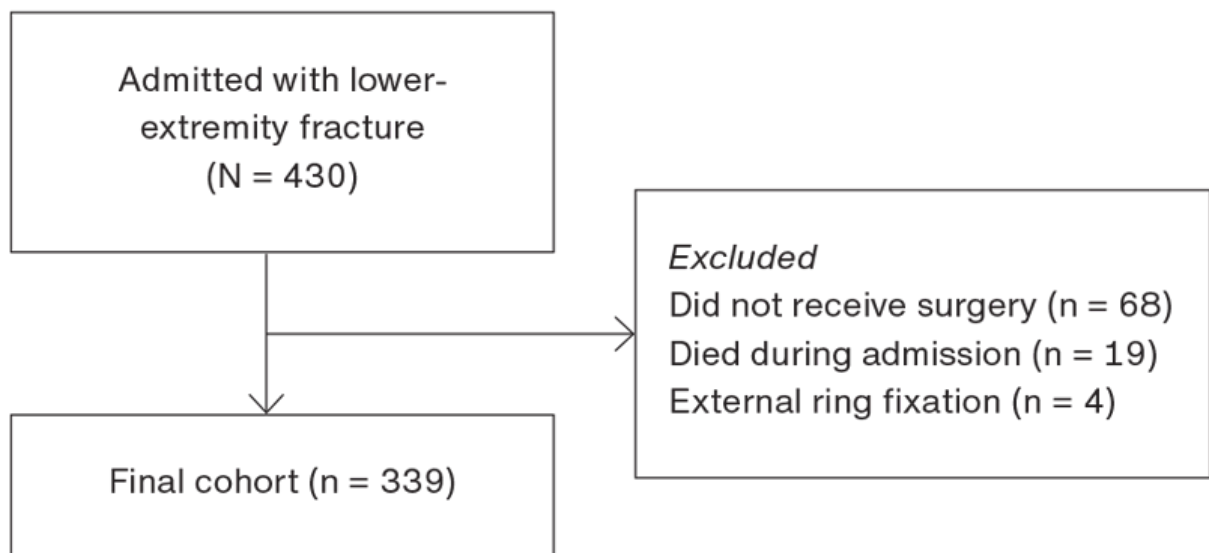 Admitted with lower-
extremity fracture
(N = 430)
Excluded
Did not receive surgery (n = 68)
Died during admission (n = 19)
External ring fixation (n = 4)
Final cohort (n = 339)